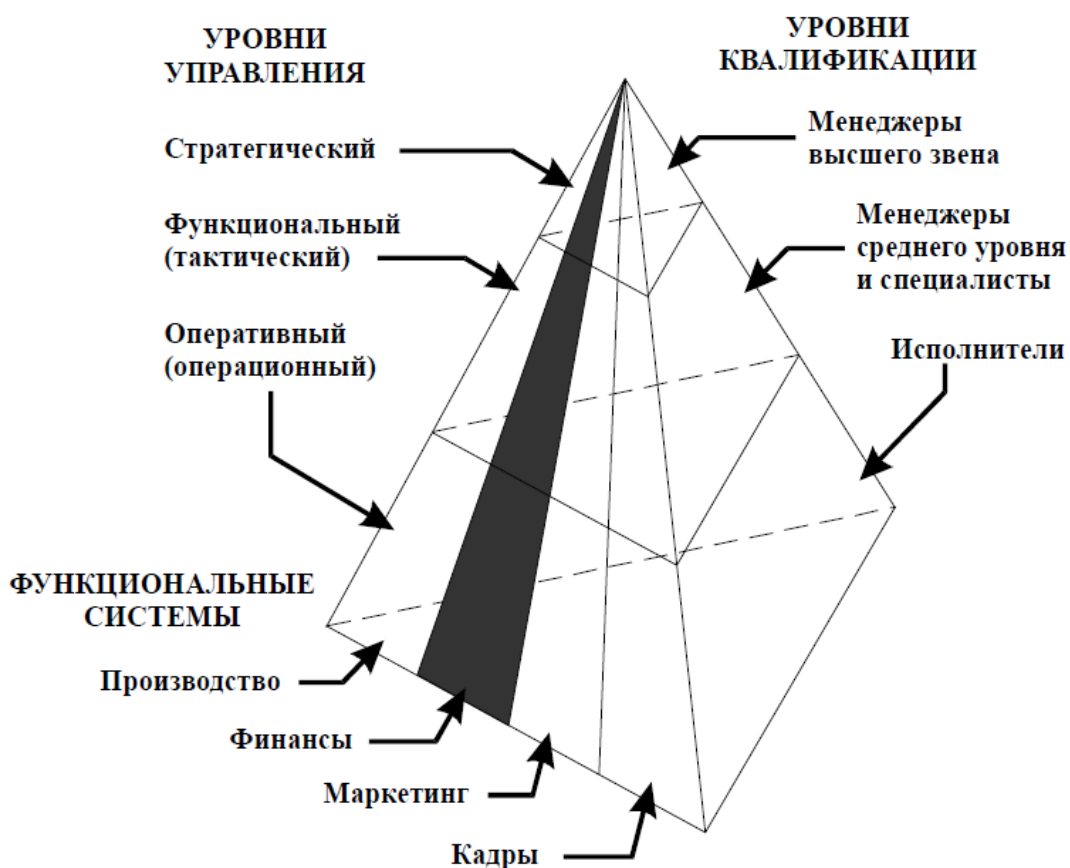 УРОВНИ
УПРАВЛЕНИЯ
Стратегический
Функциональный
(тактический)
Оперативный
(операционный)
УРОВНИ
КВАЛИФИКАЦИИ
Менеджеры
высшего звена
Менеджеры
среднего уровня
и специалисты
Исполнители
ФУНКЦИОНАЛЬНЫЕ
СИСТЕМЫ
Производство
Финансы
Маркетинг
Кадры